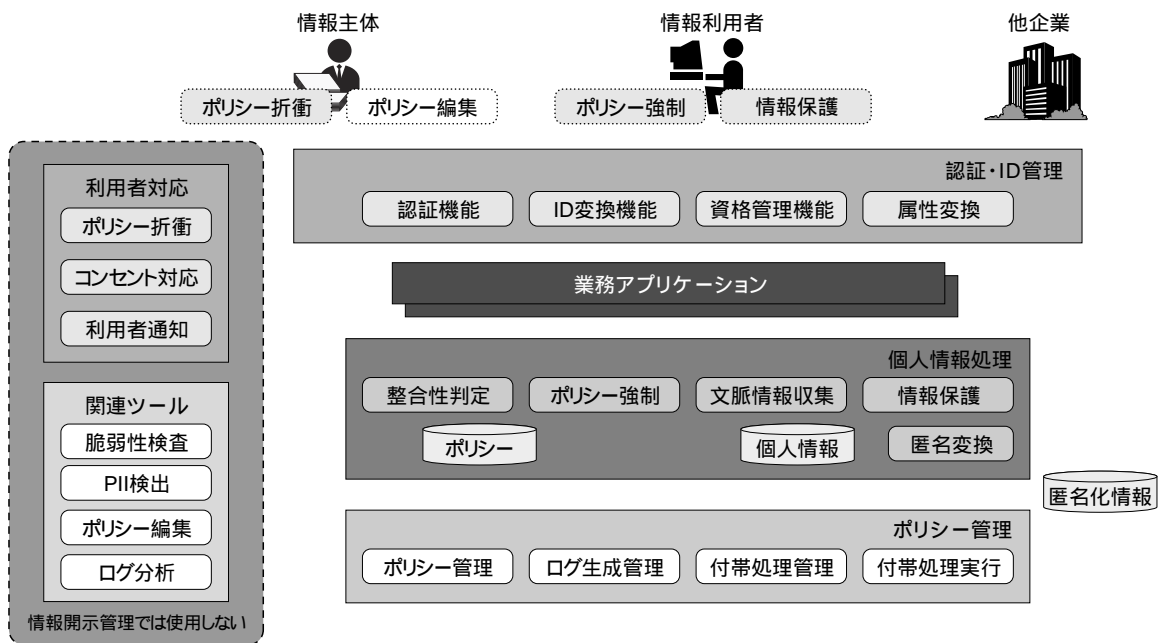 情報主体
情報利用者
他企業
ポリシー折衝
ポリシー編集
ポリシー強制
情報保護
利用者対応
ポリシー折衝
コンセント対応
利用者通知
関連ツール
脆弱性検査
PII検出
ポリシー編集
ログ分析
情報開示管理では使用しない
認証・ID管理
認証機能
ID変換機能
資格管理機能
属性変換
業務アプリケーション
個人情報処理
整合性判定
ポリシー強制
文脈情報収集
情報保護
ポリシー
個人情報
匿名変換
匿名化情報
ポリシー管理
ポリシー管理
ログ生成管理
付帯処理管理
付帯処理実行